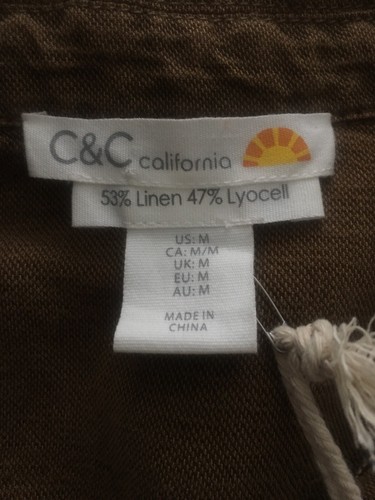 C&C california
53% Linen 47% Lyocell
US: M
CA: M/M
UK: M
EU: M
AU: M
MADE IN
CHINA